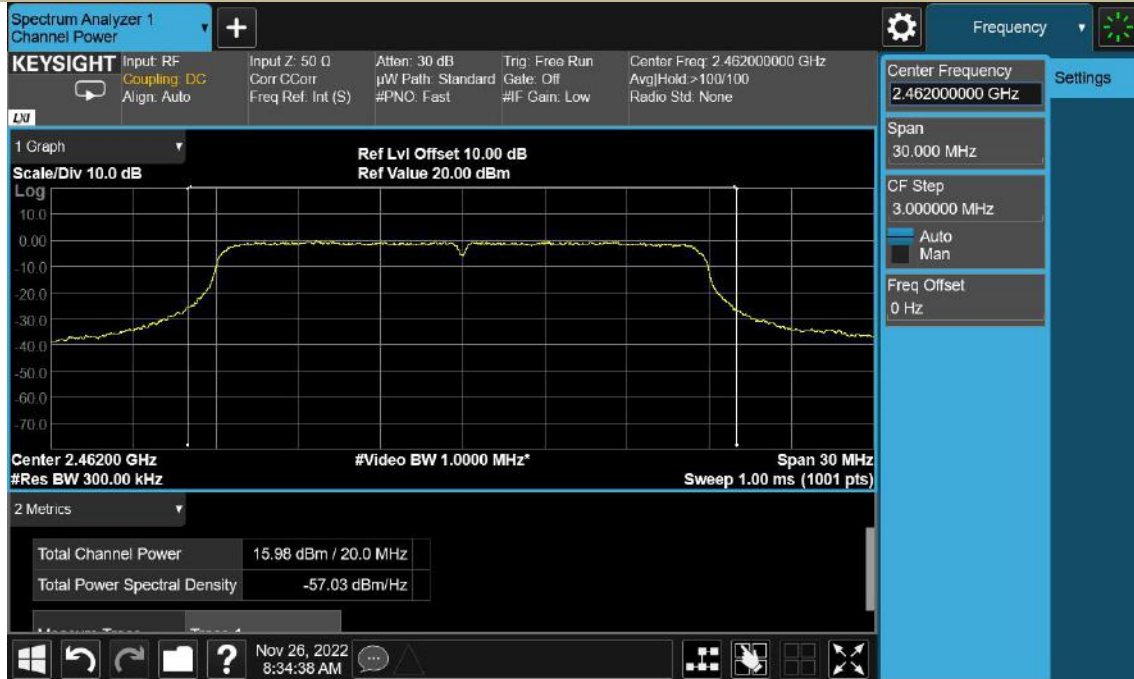 Spectrum Analyzer 1
Channel Power
+
Frequency
KEYSIGHT
LXI
Input: RF
Coupling: DC
Align: Auto
Input Z: 50 Ω
Corr CCorr
Freq Ref: Int (S)
Atten: 30 dB
µW Path: Standard
#PNO: Fast
Trig: Free Run
Gate: Off
#IF Gain: Low
Center Freq: 2.462000000 GHz
Avg|Hold:>100/100
Radio Std: None
Center Frequency
2.462000000 GHz
Settings
Span
30.000 MHz
CF Step
3.000000 MHz
Auto
Man
Freq Offset
0 Hz
1 Graph
Scale/Div 10.0 dB
Ref Lvl Offset 10.00 dB
Ref Value 20.00 dBm
Log
10.0
0.00
-10.0
-20.0
-30.0
-40.0
-50.0
-60.0
-70.0
Center 2.46200 GHz
#Video BW 1.0000 MHz*
Span 30 MHz
#Res BW 300.00 kHz
Sweep 1.00 ms (1001 pts)
2 Metrics
Total Channel Power 15.98 dBm / 20.0 MHz
Total Power Spectral Density -57.03 dBm/Hz
?
Nov 26, 2022
8:34:38 AM